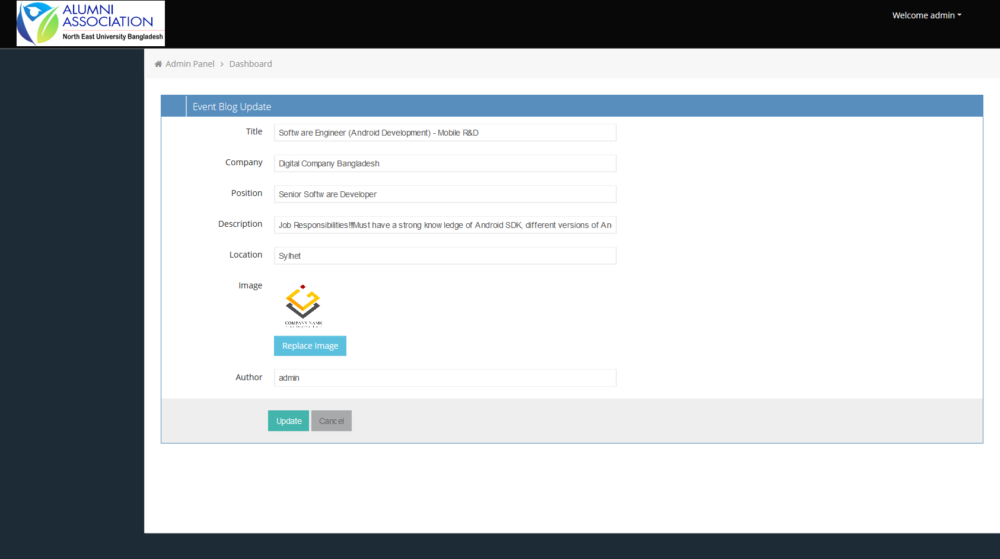 ALUMNI
ASSOCIATION
North East University Bangladesh
Welcome admin
Admin Panel > Dashboard
Event Blog Update
Title
Software Engineer (Android Development) - Mobile R&D
Company
Digital Company Bangladesh
Position
Senior Software Developer
Description
Job Responsibilities!!!Must have a strong knowledge of Android SDK, different versions of An
Location
Sylhet
Image
COMPANY NAME
Replace Image
Author
admin
Update Cancel